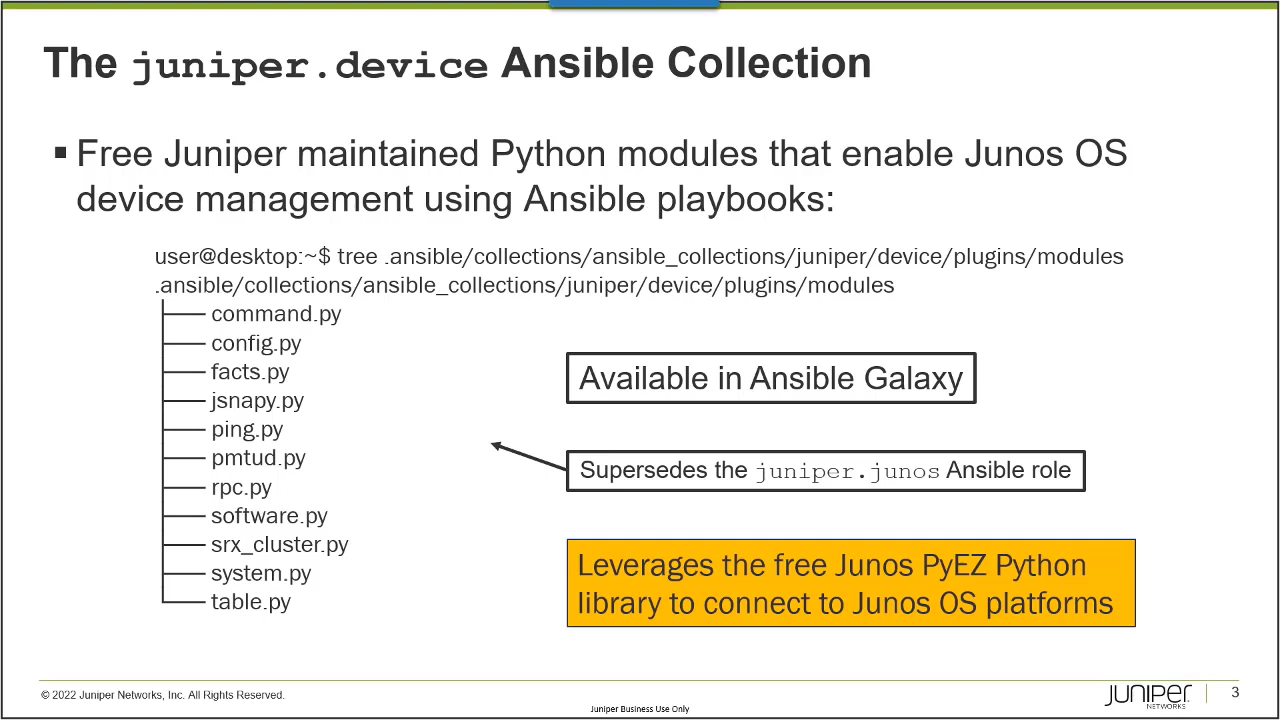 The juniper.device Ansible Collection
▪ Free Juniper maintained Python modules that enable Junos OS
device management using Ansible playbooks:
user@desktop:~$ tree .ansible/collections/ansible_collections/juniper/device/plugins/modules
.ansible/collections/ansible_collections/juniper/device/plugins/modules
command.py
config.py
facts.py
jsnapy.py
ping.py
pmtud.py
rpc.py
software.py
srx_cluster.py
system.py
table.py
Available in Ansible Galaxy
Supersedes the juniper.junos Ansible role
Leverages the free Junos PyEZ Python
library to connect to Junos OS platforms
© 2022 Juniper Networks, Inc. All Rights Reserved.
Juniper Business Use Only
JUNIPER
NETWORKS
3